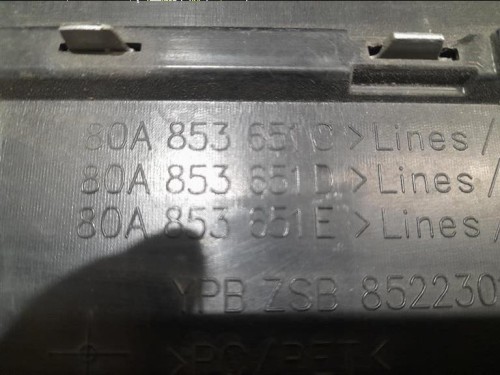 80A 853 651 C >Lines/
80A 853 651 D >Lines/
80A 853 651 E >Lines/
YPB ZSB 852230
>PC/PET<